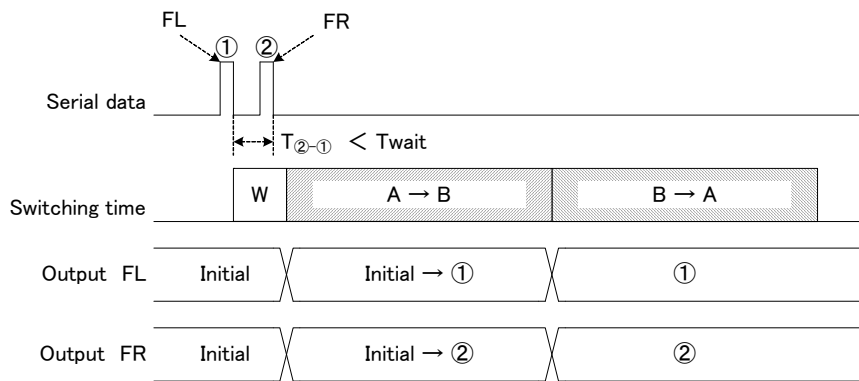 FL FR
① ②
Serial data
T②-① < Twait
Switching time W A → B B → A
Output FL Initial Initial → ① ①
Output FR Initial Initial → ② ②